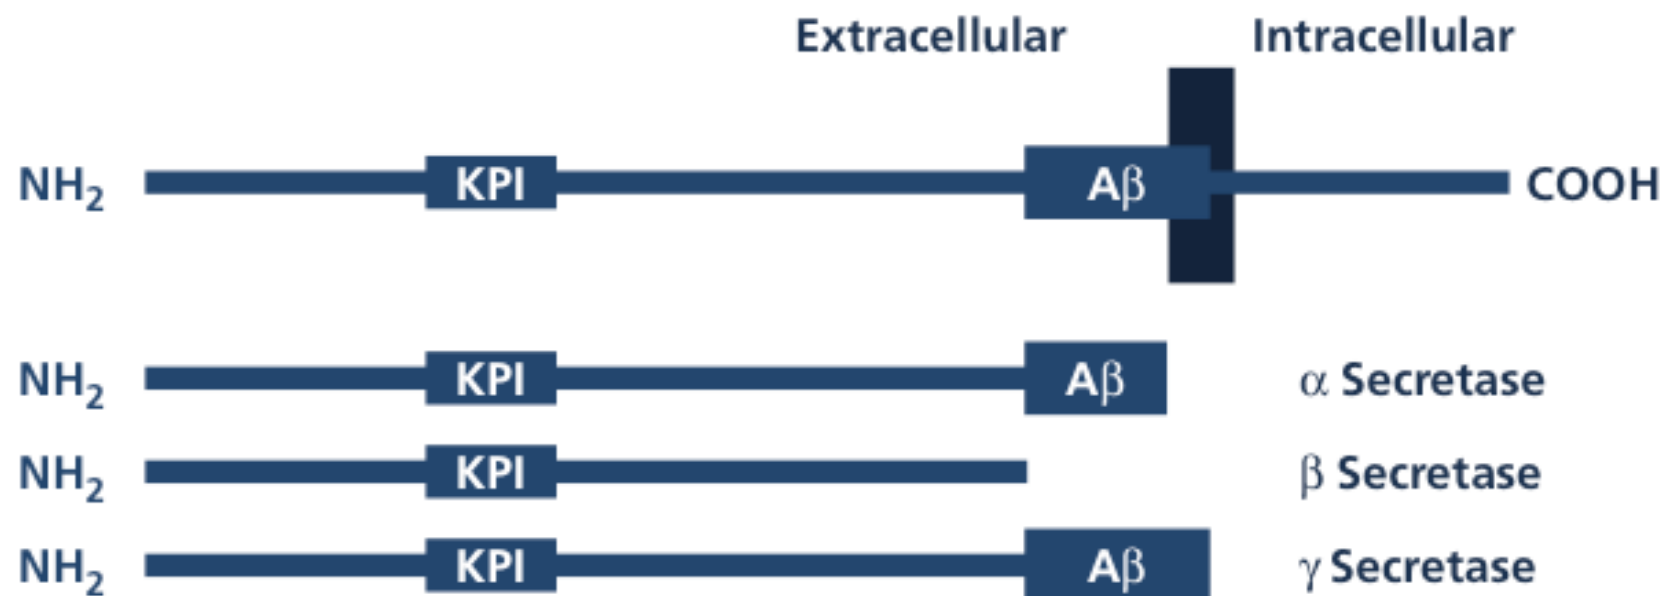 Extracellular Intracellular
NH₂ KPI Aβ COOH
NH₂ KPI Aβ α Secretase
NH₂ KPI β Secretase
NH₂ KPI Aβ γ Secretase